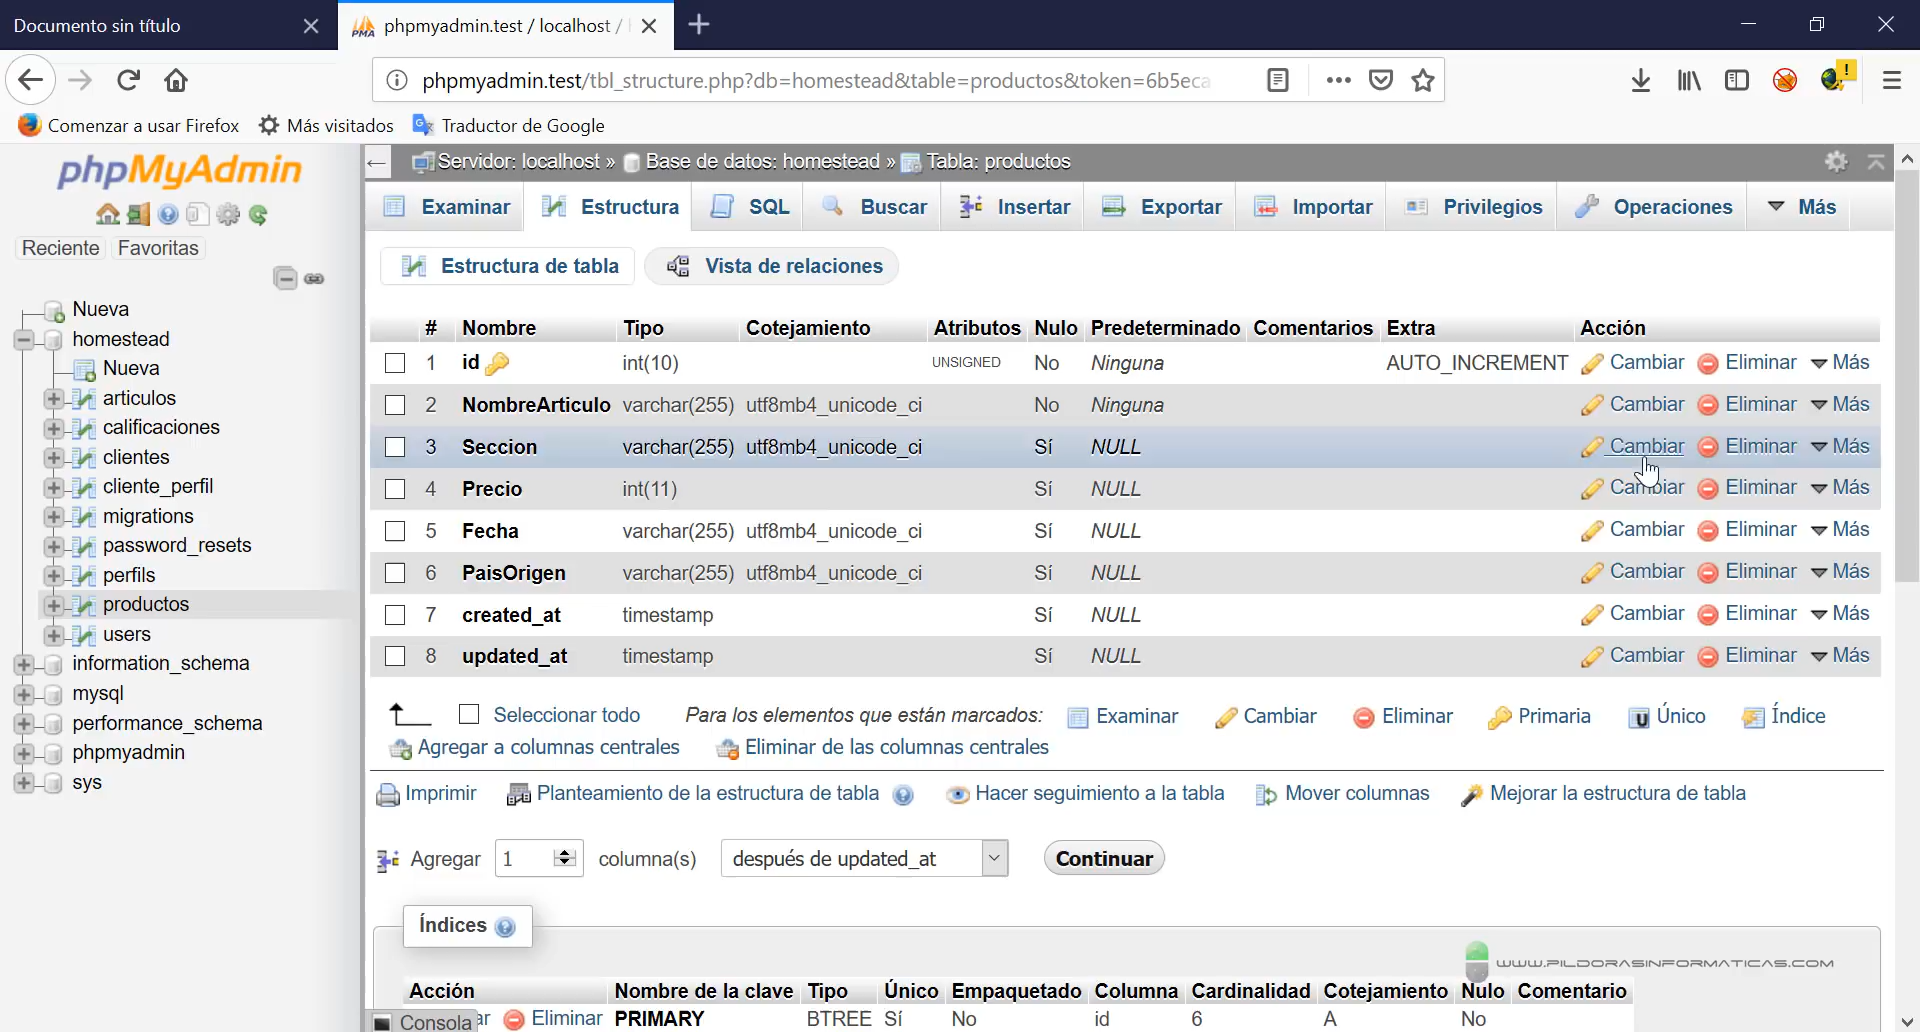 Documento sin título
phpmyadmin.test / localhost /
phpmyadmin.test/tbl_structure.php?db=homestead&table=productos&token=6b5eca
Comenzar a usar Firefox Más visitados Traductor de Google
phpMyAdmin
Reciente Favoritas
Nueva
homestead
Nueva
articulos
calificaciones
clientes
cliente_perfil
migrations
password_resets
perfils
productos
users
information_schema
mysql
performance_schema
phpmyadmin
sys
Servidor: localhost » Base de datos: homestead » Tabla: productos
Examinar Estructura SQL Buscar Insertar Exportar Importar Privilegios Operaciones Más
Estructura de tabla Vista de relaciones
# Nombre Tipo Cotejamiento Atributos Nulo Predeterminado Comentarios Extra Acción
1 id int(10) UNSIGNED No Ninguna AUTO_INCREMENT Cambiar Eliminar Más
2 NombreArticulo varchar(255) utf8mb4_unicode_ci No Ninguna Cambiar Eliminar Más
3 Seccion varchar(255) utf8mb4_unicode_ci Sí NULL Cambiar Eliminar Más
4 Precio int(11) Sí NULL Cambiar Eliminar Más
5 Fecha varchar(255) utf8mb4_unicode_ci Sí NULL Cambiar Eliminar Más
6 PaisOrigen varchar(255) utf8mb4_unicode_ci Sí NULL Cambiar Eliminar Más
7 created_at timestamp Sí NULL Cambiar Eliminar Más
8 updated_at timestamp Sí NULL Cambiar Eliminar Más
Seleccionar todo Para los elementos que están marcados: Examinar Cambiar Eliminar Primaria Único Índice
Agregar a columnas centrales Eliminar de las columnas centrales
Imprimir Planteamiento de la estructura de tabla Hacer seguimiento a la tabla Mover columnas Mejorar la estructura de tabla
Agregar 1 columna(s) después de updated_at Continuar
Índices
WWW.PILDORASINFORMATICAS.COM
Acción Nombre de la clave Tipo Único Empaquetado Columna Cardinalidad Cotejamiento Nulo Comentario
Eliminar PRIMARY BTREE Sí No id 6 A No
Consola